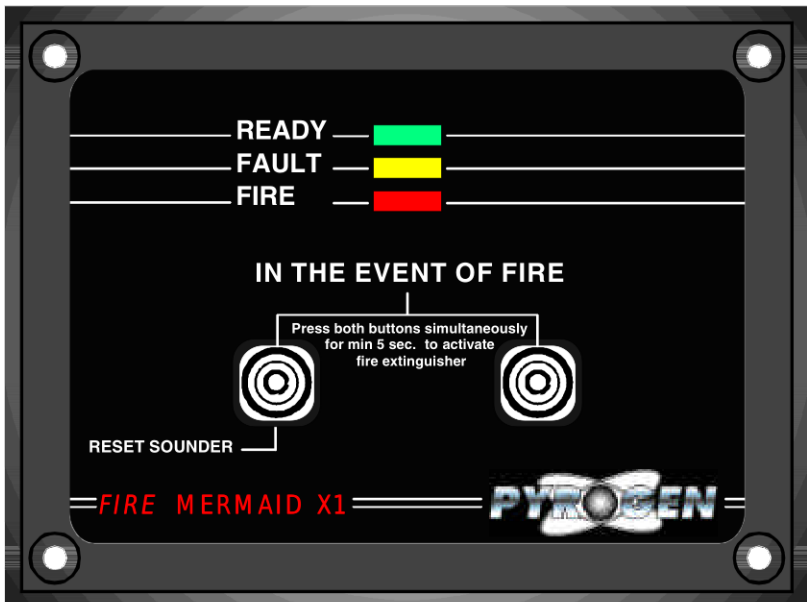 READY
FAULT
FIRE
IN THE EVENT OF FIRE
Press both buttons simultaneously
for min 5 sec. to activate
fire extinguisher
RESET SOUNDER
FIRE MERMAID X1
PYROGEN